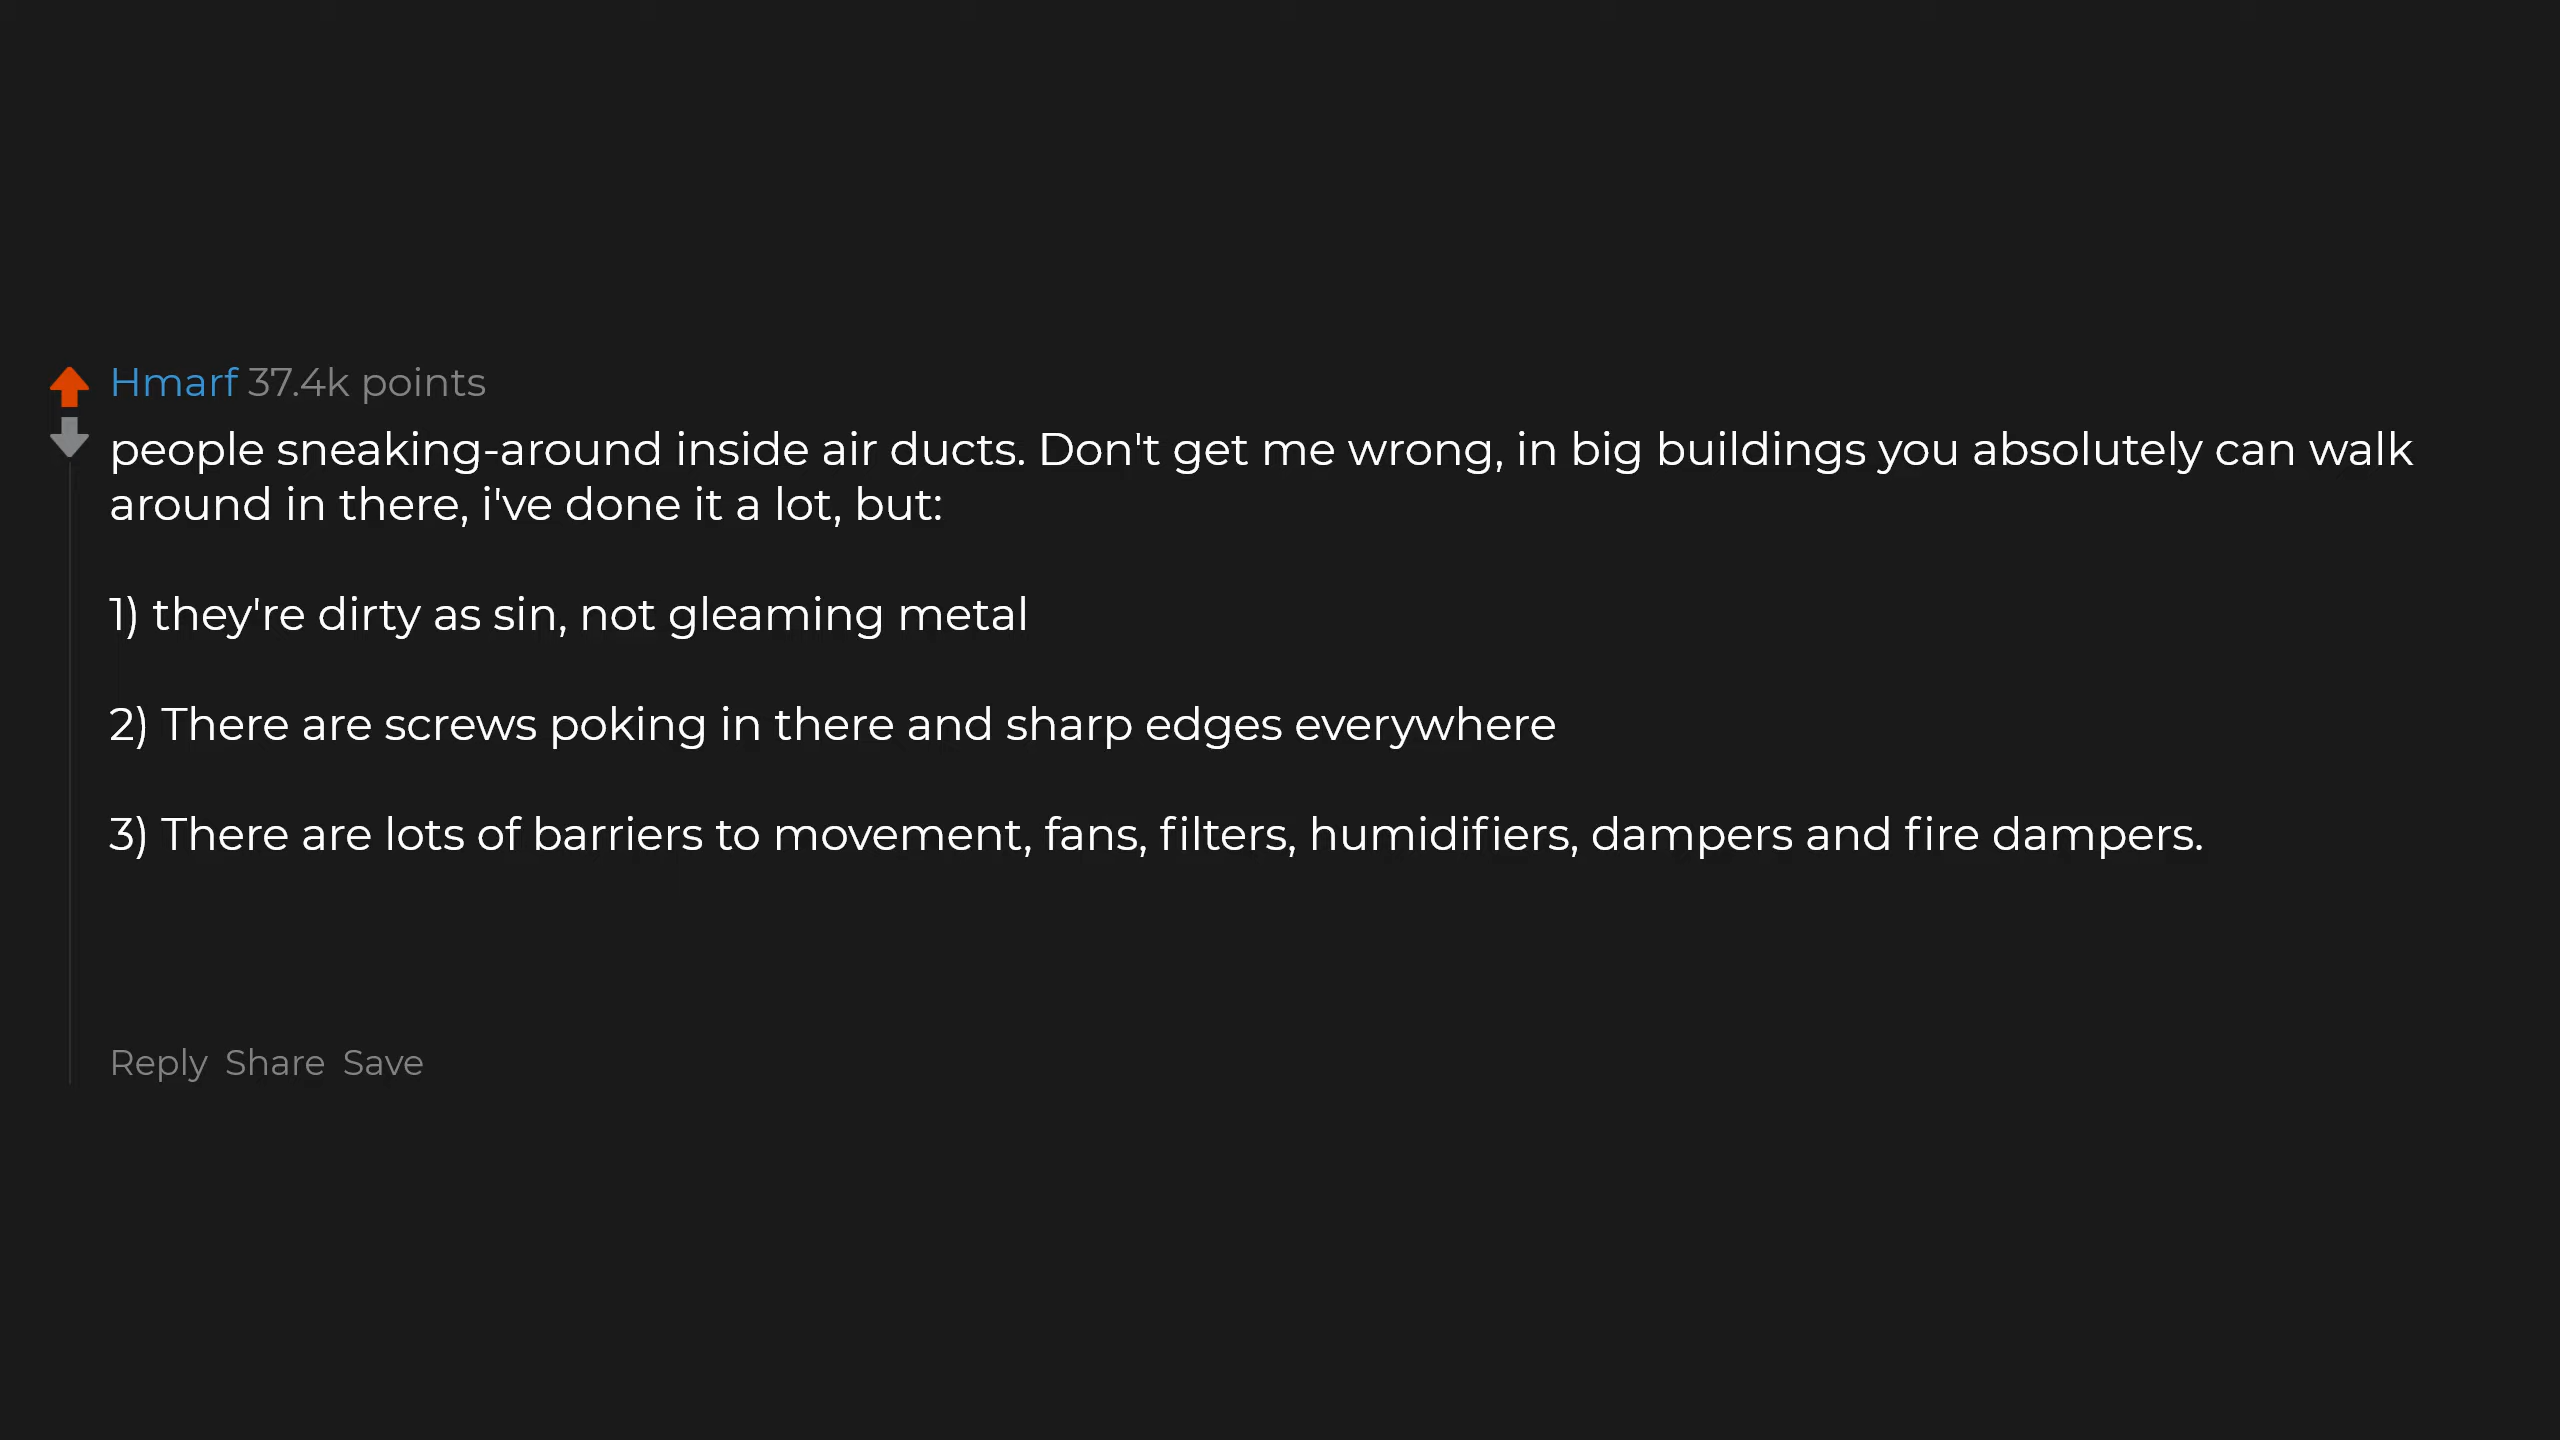 Hmarf 37.4k points
people sneaking-around inside air ducts. Don't get me wrong, in big buildings you absolutely can walk
around in there, i've done it a lot, but:
1) they're dirty as sin, not gleaming metal
2) There are screws poking in there and sharp edges everywhere
3) There are lots of barriers to movement, fans, filters, humidifiers, dampers and fire dampers.
Reply Share Save